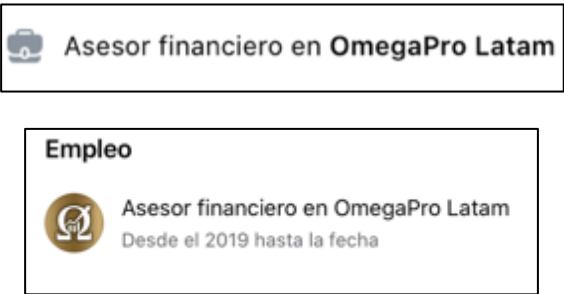 Asesor financiero en OmegaPro Latam
Empleo
Asesor financiero en OmegaPro Latam
Desde el 2019 hasta la fecha